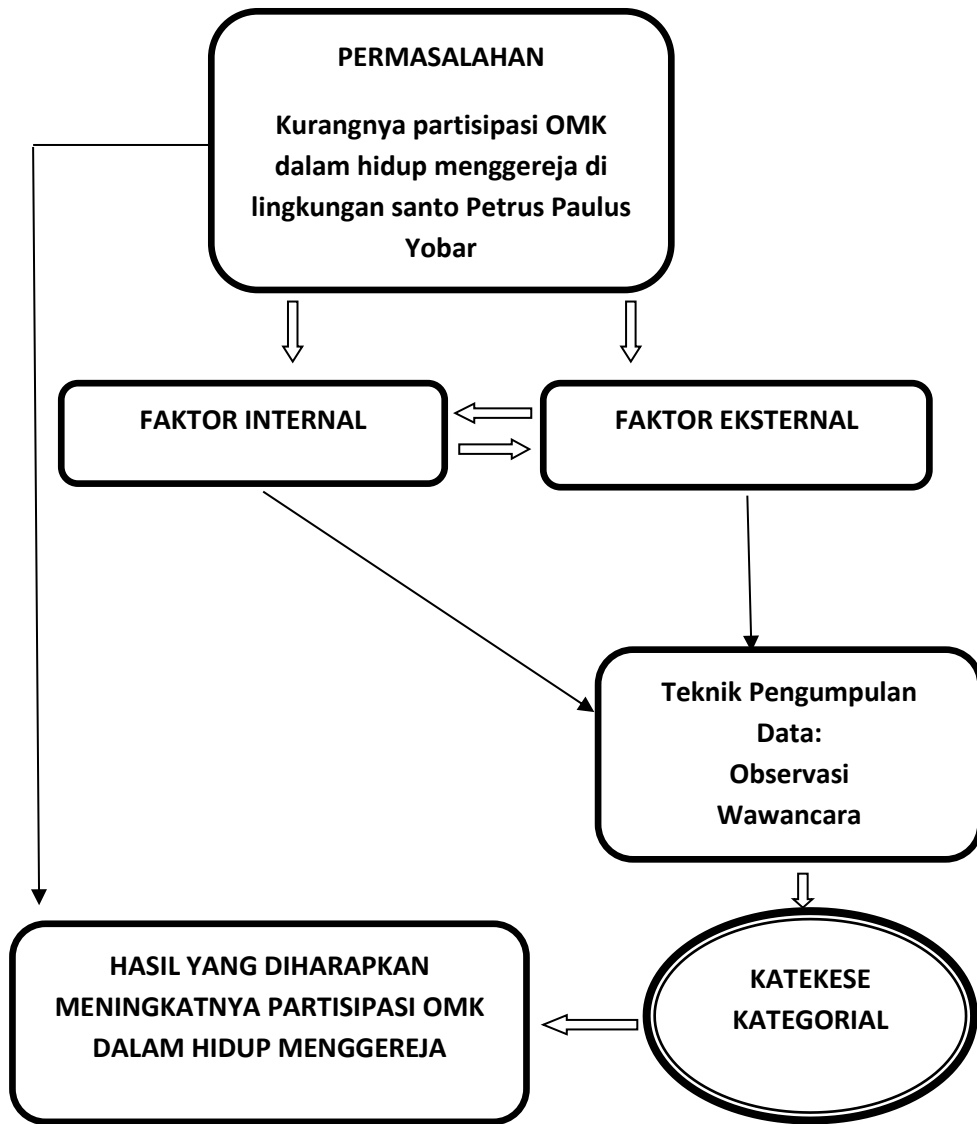 PERMASALAHAN
Kurangnya partisipasi OMK
dalam hidup menggereja di
lingkungan santo Petrus Paulus
Yobar
FAKTOR INTERNAL
FAKTOR EKSTERNAL
Teknik Pengumpulan
Data:
Observasi
Wawancara
HASIL YANG DIHARAPKAN
MENINGKATNYA PARTISIPASI OMK
DALAM HIDUP MENGGEREJA
KATEKESE
KATEGORIAL